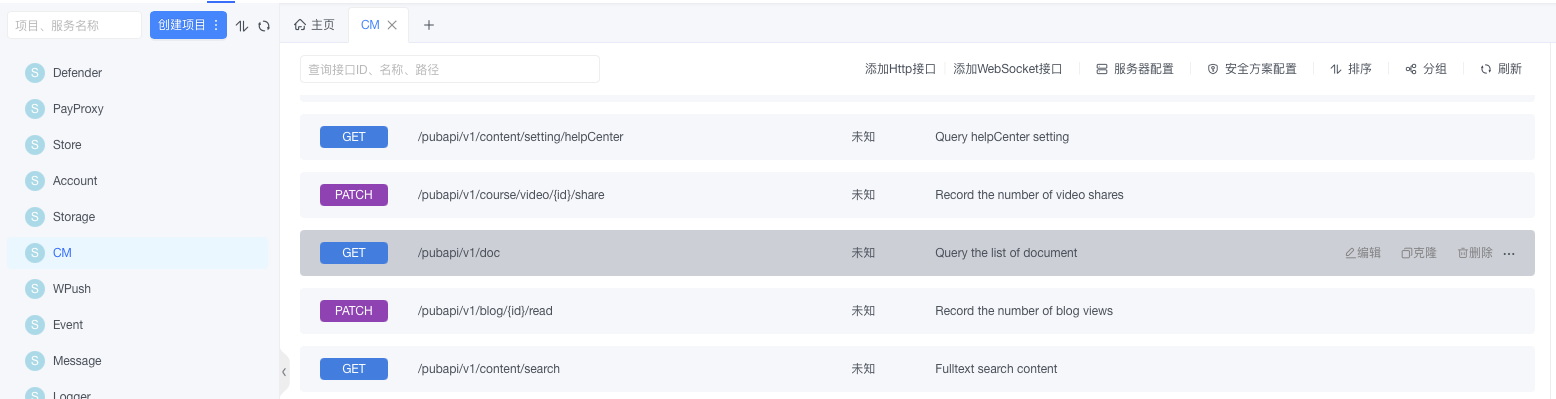 项目、服务名称
创建项目
S Defender
S PayProxy
S Store
S Account
S Storage
S CM
S WPush
S Event
S Message
S Logger
主页 CM
查询接口ID、名称、路径
添加Http接口 添加WebSocket接口 服务器配置 安全方案配置 排序 分组 刷新
GET /pubapi/v1/content/setting/helpCenter 未知 Query helpCenter setting
PATCH /pubapi/v1/course/video/{id}/share 未知 Record the number of video shares
GET /pubapi/v1/doc 未知 Query the list of document 编辑 克隆 删除 ...
PATCH /pubapi/v1/blog/{id}/read 未知 Record the number of blog views
GET /pubapi/v1/content/search 未知 Fulltext search content